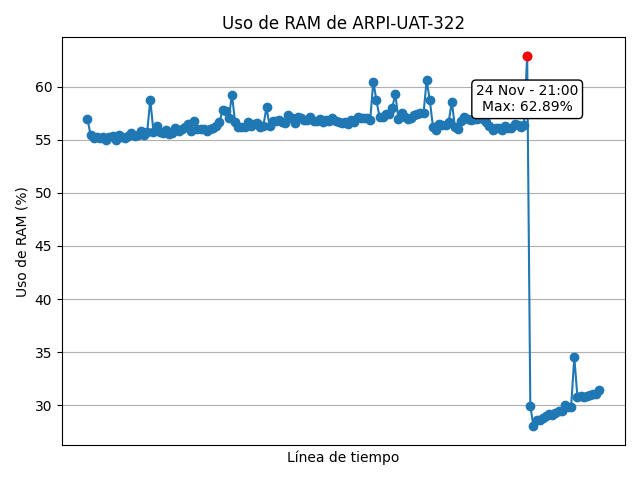 Uso de RAM de ARPI-UAT-322
60
55
50
45
40
35
30
Uso de RAM (%)
24 Nov - 21:00
Max: 62.89%
Línea de tiempo